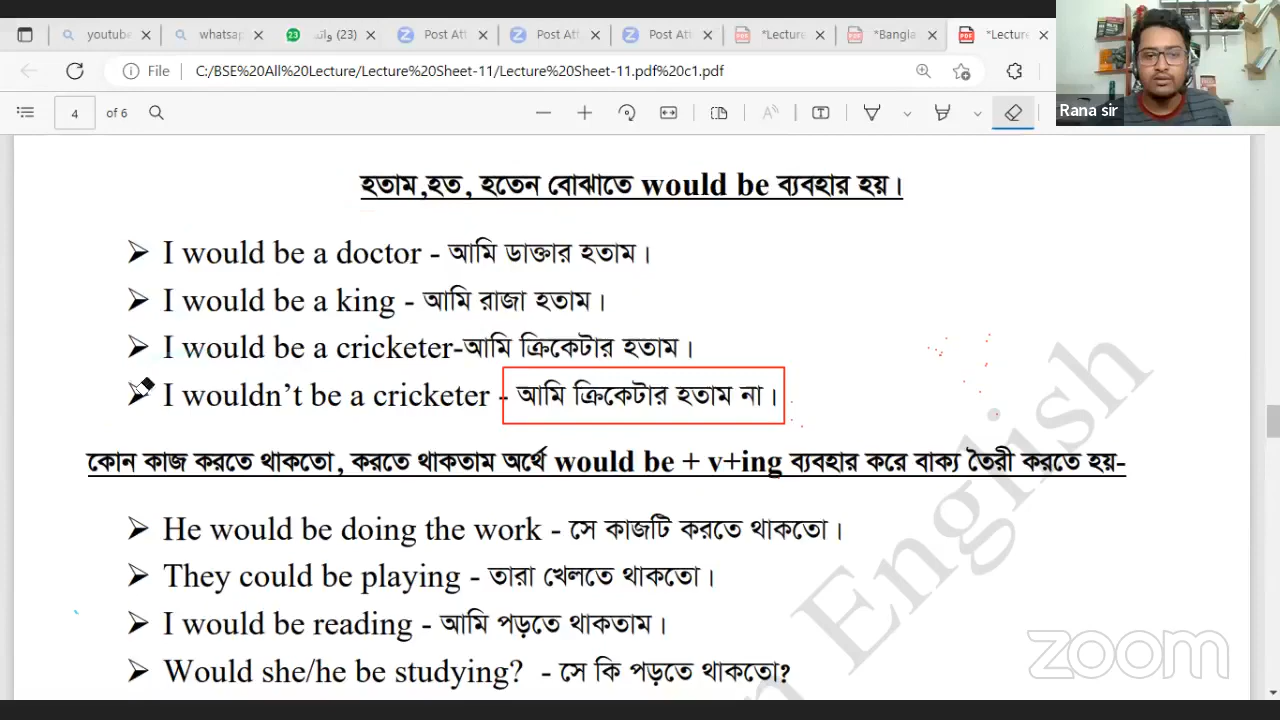 youtube
whatsap
(23) وات
Post Att
Post Att
Post Att
*Lecture
*Bangla
*Lecture
File
C:/BSE%20All%20Lecture/Lecture%20Sheet-11/Lecture%20Sheet-11.pdf%20c1.pdf
4 of 6
Rana sir
হতাম,হত, হতেন বোঝাতে would be ব্যবহার হয়।
➢ I would be a doctor - আমি ডাক্তার হতাম।
➢ I would be a king - আমি রাজা হতাম।
➢ I would be a cricketer-আমি ক্রিকেটার হতাম।
➢ I wouldn’t be a cricketer - আমি ক্রিকেটার হতাম না।
কোন কাজ করতে থাকতো, করতে থাকতাম অর্থে would be + v+ing ব্যবহার করে বাক্য তৈরী করতে হয়-
➢ He would be doing the work - সে কাজটি করতে থাকতো।
➢ They could be playing - তারা খেলতে থাকতো।
➢ I would be reading - আমি পড়তে থাকতাম।
➢ Would she/he be studying? - সে কি পড়তে থাকতো?
English
zoom